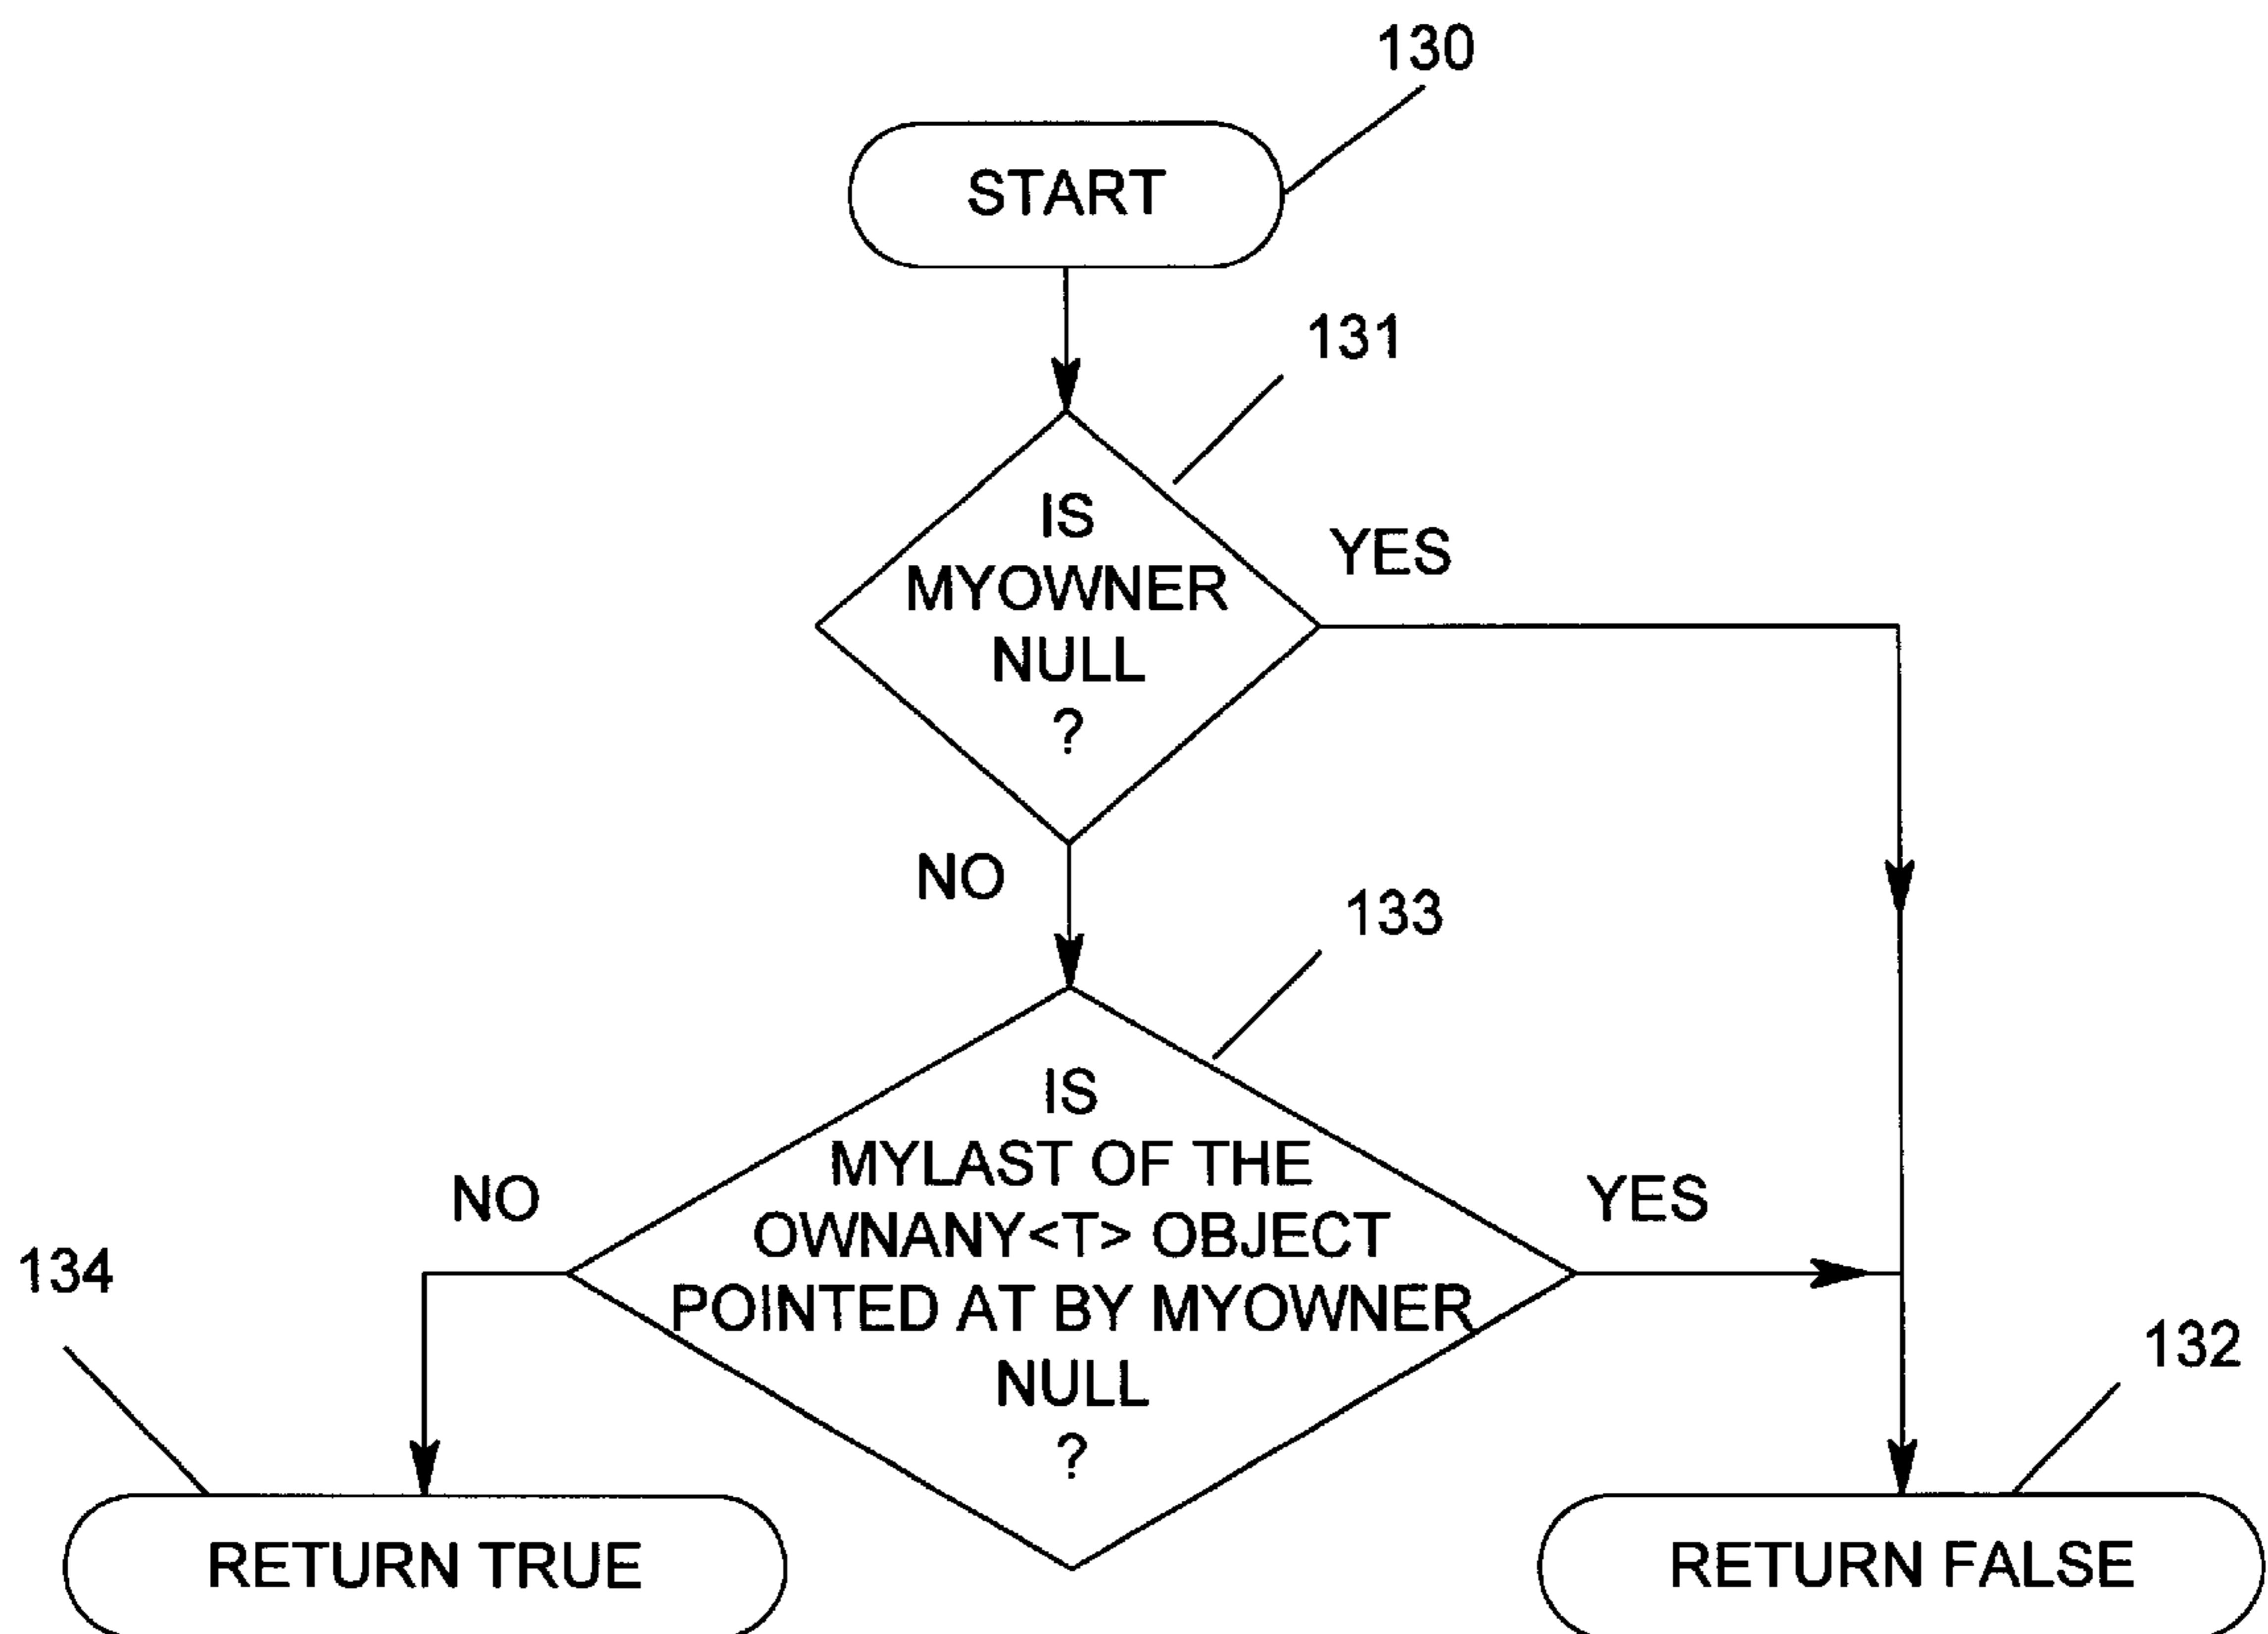 130
START
131
IS
MYOWNER
NULL
?
YES
NO
133
IS
MYLAST OF THE
OWNANY<T> OBJECT
POINTED AT BY MYOWNER
NULL
?
NO
YES
134
132
RETURN TRUE
RETURN FALSE